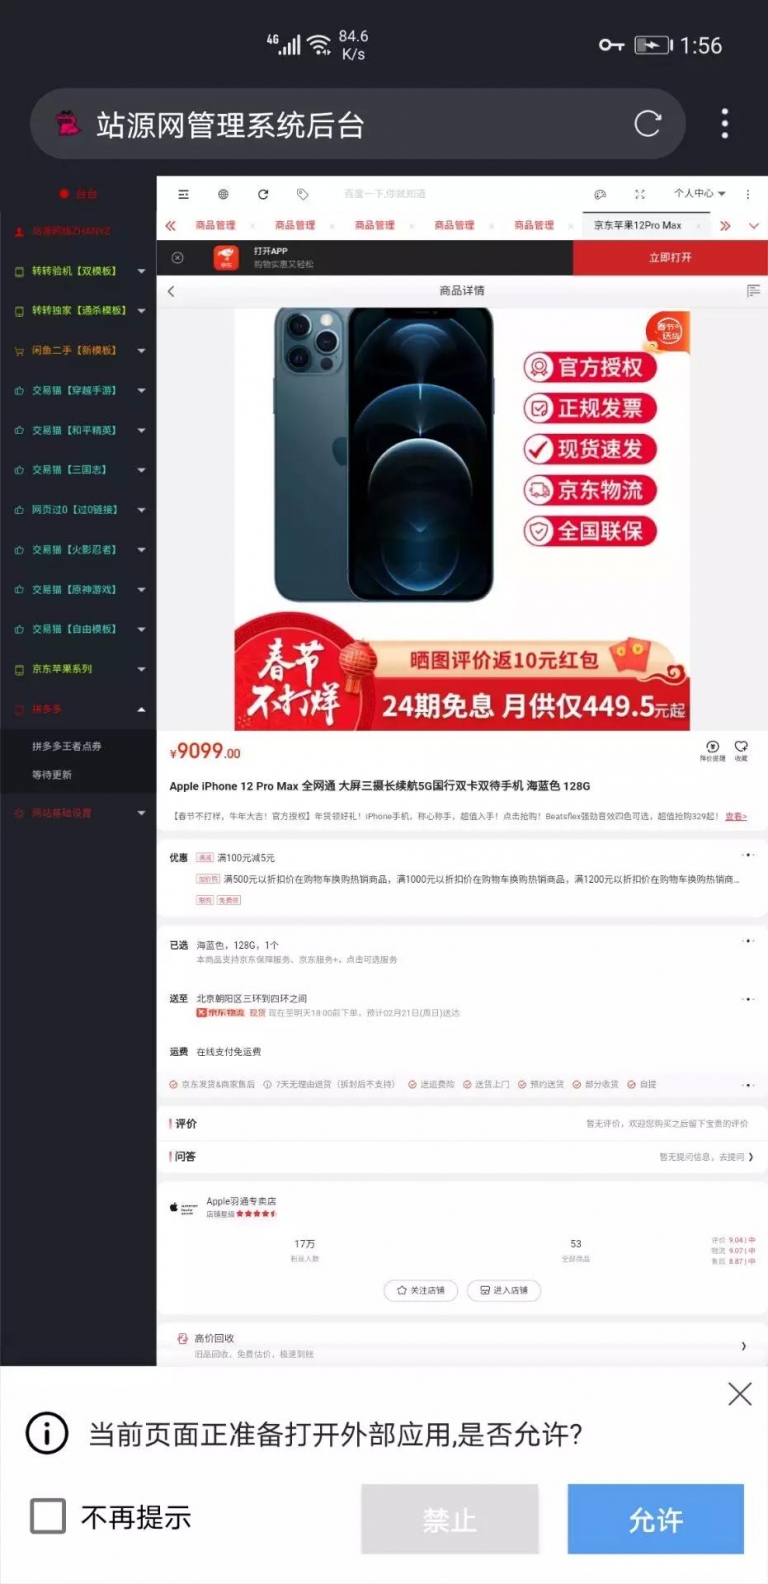 4G 84.6 K/s 1:56
站源网管理系统后台
台台
百度一下,你就知道
个人中心
站源网络ZHANYZ
商品管理 商品管理 商品管理 商品管理 商品管理 京东苹果12Pro Max
打开APP
购物实惠又轻松
京东
立即打开
转转验机【双模板】
商品详情
转转独家【通杀模板】
春节
送货
闲鱼二手【新模板】
官方授权
交易猫【穿越手游】
正规发票
交易猫【和平精英】
现货速发
交易猫【三国志】
京东物流
网页过0【过0链接】
全国联保
交易猫【火影忍者】
交易猫【原神游戏】
交易猫【自由模板】
京东苹果系列
春节
不打烊
晒图评价返10元红包
24期免息 月供仅449.5元起
拼多多
拼多多王者点券
等待更新
网站基础设置
¥9099.00
降价提醒 收藏
Apple iPhone 12 Pro Max 全网通 大屏三摄长续航5G国行双卡双待手机 海蓝色 128G
【春节不打烊，牛年大吉！官方授权】年货领好礼！iPhone手机，称心称手，超值入手！点击抢购！Beatsflex强劲音效四色可选，超值抢购329起！ 查看>
优惠 满减 满100元减5元
加价购 满500元以折扣价在购物车换购热销商品，满1000元以折扣价在购物车换购热销商品，满1200元以折扣价在购物车换购热销商...
限购
已选 海蓝色，128G，1个
本商品支持京东保障服务、京东服务+，点击可选服务
送至 北京朝阳区三环到四环之间
京东物流 现货 现在至明天18:00前下单，预计02月21日(周日)送达
运费 在线支付免运费
京东发货&商家售后 7天无理由退货（拆封后不支持） 送运费险 送货上门 预约送货 部分收货 自提
评价 暂无评价，欢迎您购买之后留下宝贵的评价
问答 暂无提问信息，去提问
Apple羽通专卖店
店铺星级
17万
粉丝人数
53
全部商品
评价 9.04 | 中
物流 9.07 | 中
售后 8.87 | 中
关注店铺 进入店铺
高价回收
旧品回收，免费估价，极速到账
当前页面正准备打开外部应用,是否允许?
不再提示 禁止 允许